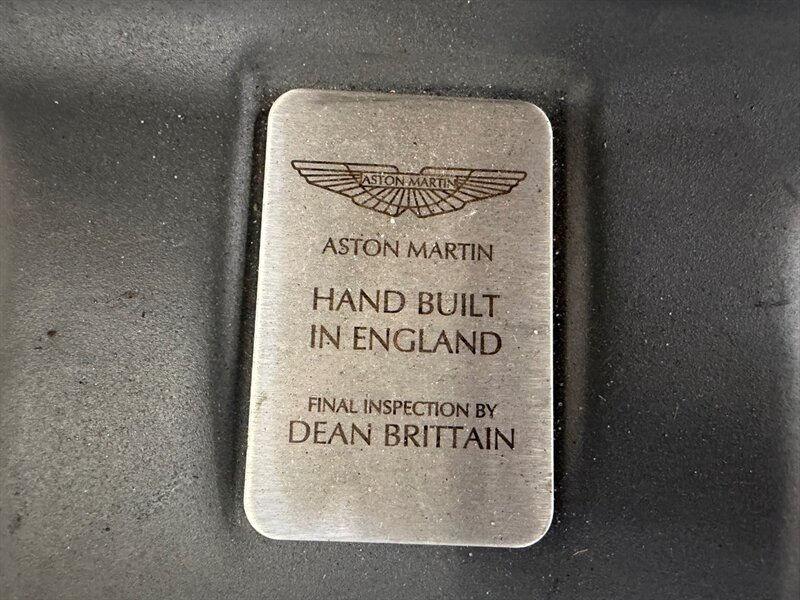 ASTON MARTIN
ASTON MARTIN
HAND BUILT
IN ENGLAND
FINAL INSPECTION BY
DEAN BRITTAIN